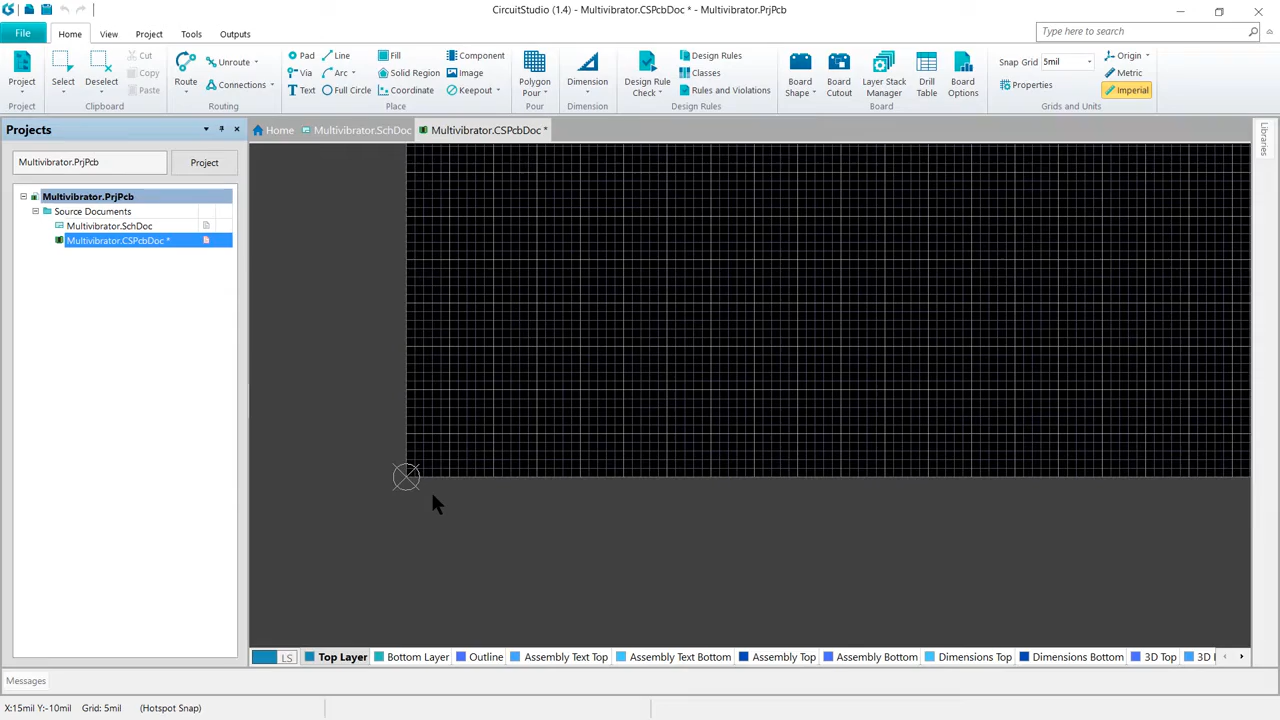 CircuitStudio (1.4) - Multivibrator.CSPcbDoc * - Multivibrator.PrjPcb
File Home View Project Tools Outputs
Type here to search
Project Select Deselect Cut Copy Paste
Route Unroute Connections
Pad Line Fill Component
Via Arc Solid Region Image
Text Full Circle Coordinate Keepout
Polygon Pour Dimension Design Rule Check
Design Rules
Classes
Rules and Violations
Board Shape Board Cutout Layer Stack Manager Drill Table Board Options
Snap Grid 5mil Origin
Properties Metric
Imperial
Project Clipboard Routing Place Pour Dimension Design Rules Board Grids and Units
Projects
Home Multivibrator.SchDoc Multivibrator.CSPcbDoc *
Libraries
Multivibrator.PrjPcb Project
Multivibrator.PrjPcb
Source Documents
Multivibrator.SchDoc
Multivibrator.CSPcbDoc *
LS Top Layer Bottom Layer Outline Assembly Text Top Assembly Text Bottom Assembly Top Assembly Bottom Dimensions Top Dimensions Bottom 3D Top 3D
Messages
X:15mil Y:-10mil Grid: 5mil (Hotspot Snap)